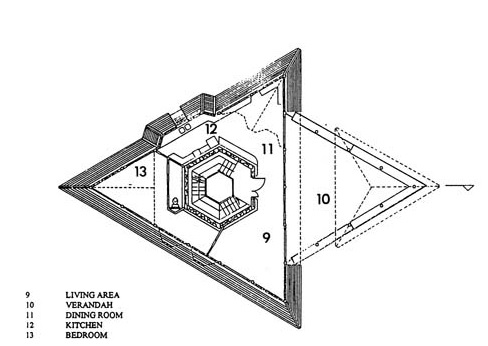 12
11
13
10
9
9 LIVING AREA
10 VERANDAH
11 DINING ROOM
12 KITCHEN
13 BEDROOM